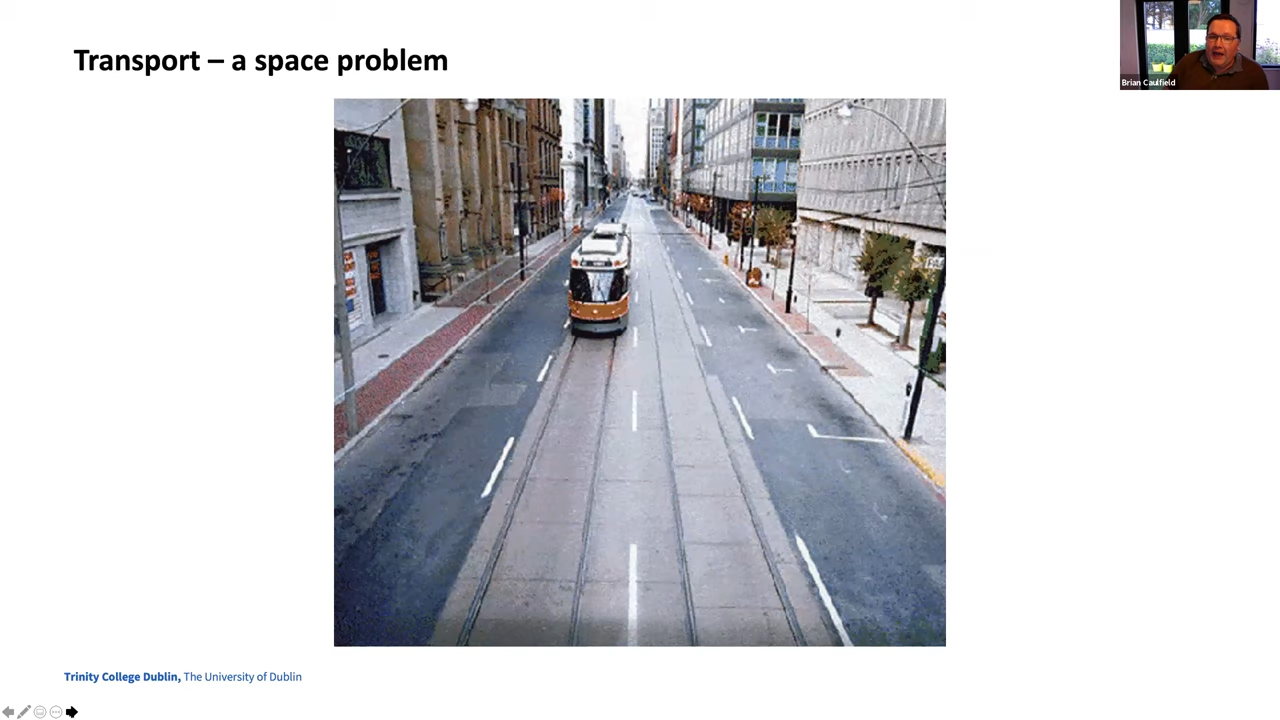 Transport – a space problem
Brian Caulfield
Trinity College Dublin, The University of Dublin